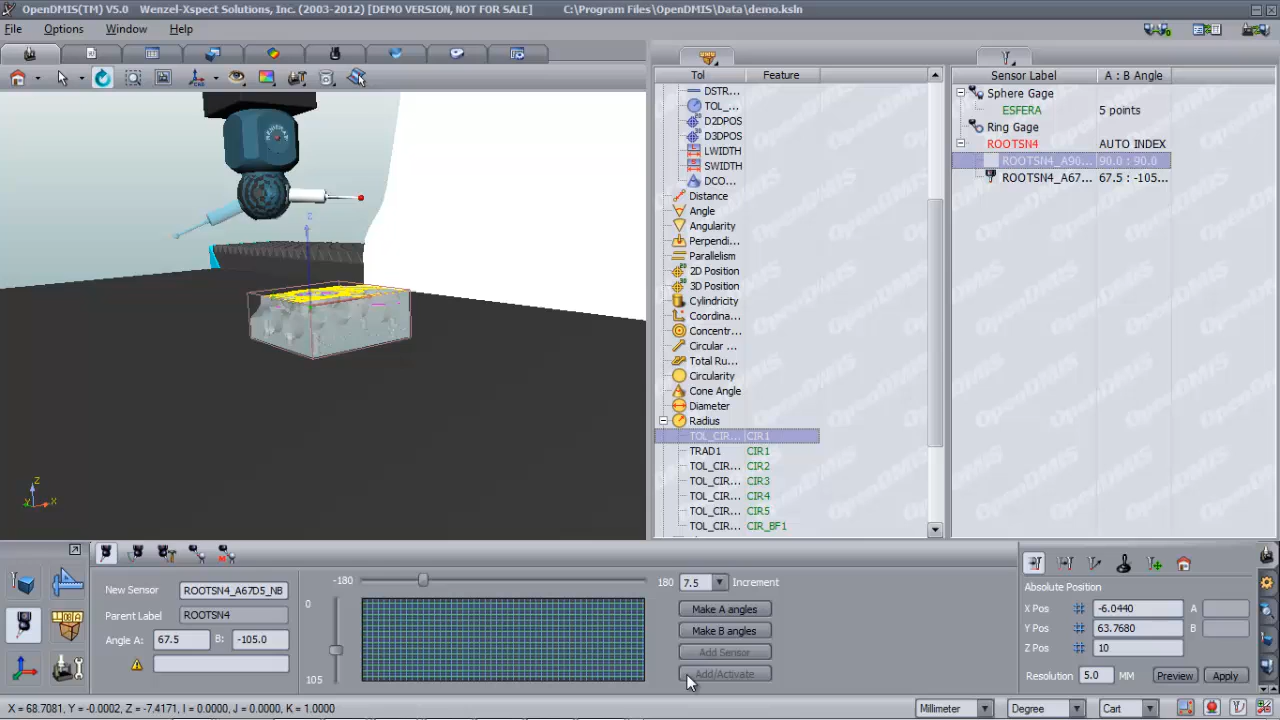 OpenDMIS(TM) V5.0    Wenzel-Xspect Solutions, Inc. (2003-2012) [DEMO VERSION, NOT FOR SALE]    C:\Program Files\OpenDMIS\Data\demo.ksln
File    Options    Window    Help
Tol    Feature
DSTR...
TOL_...
D2DPOS
D3DPOS
LWIDTH
SWIDTH
DCO...
Distance
Angle
Angularity
Perpendi...
Parallelism
2D Position
3D Position
Cylindricity
Coordina...
Concentr...
Circular ...
Total Ru...
Circularity
Cone Angle
Diameter
Radius
TOL_CIR...    CIR1
TRAD1    CIR1
TOL_CIR...    CIR2
TOL_CIR...    CIR3
TOL_CIR...    CIR4
TOL_CIR...    CIR5
TOL_CIR...    CIR_BF1
Sensor Label    A : B Angle
Sphere Gage
ESFERA    5 points
Ring Gage
ROOTSN4    AUTO INDEX
ROOTSN4_A90...    90.0 : 90.0
ROOTSN4_A67...    67.5 : -105...
Z
Y    X
New Sensor    ROOTSN4_A67D5_NB
Parent Label    ROOTSN4
Angle A:    67.5    B:    -105.0
-180    180    7.5    Increment
0
105
Make A angles
Make B angles
Add Sensor
Add/Activate
Absolute Position
X Pos    -6.0440    A
Y Pos    63.7680    B
Z Pos    10
Resolution    5.0    MM    Preview    Apply
X = 68.7081, Y = -0.0002, Z = -7.4171, I = 0.0000, J = 0.0000, K = 1.0000
Millimeter    Degree    Cart